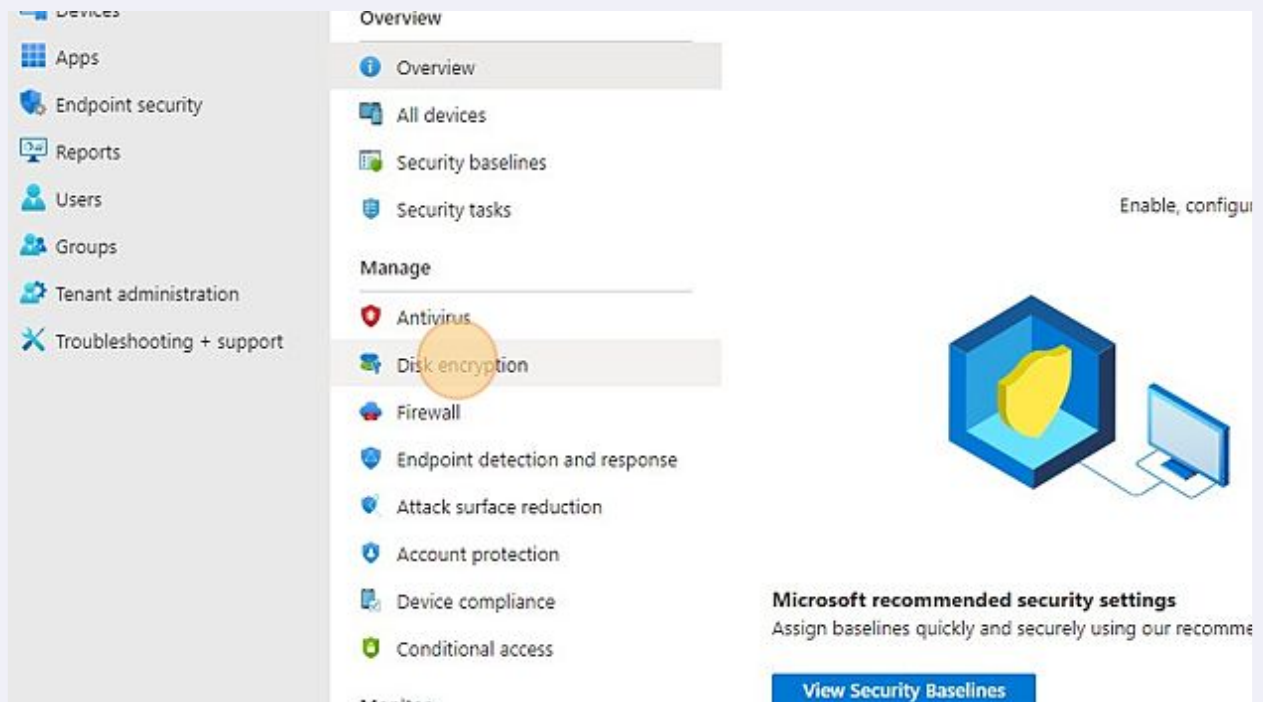 Devices
Apps
Endpoint security
Reports
Users
Groups
Tenant administration
Troubleshooting + support
Overview
Overview
All devices
Security baselines
Security tasks
Manage
Antivirus
Disk encryption
Firewall
Endpoint detection and response
Attack surface reduction
Account protection
Device compliance
Conditional access
Monitor
Enable, configu
Microsoft recommended security settings
Assign baselines quickly and securely using our recomme
View Security Baselines